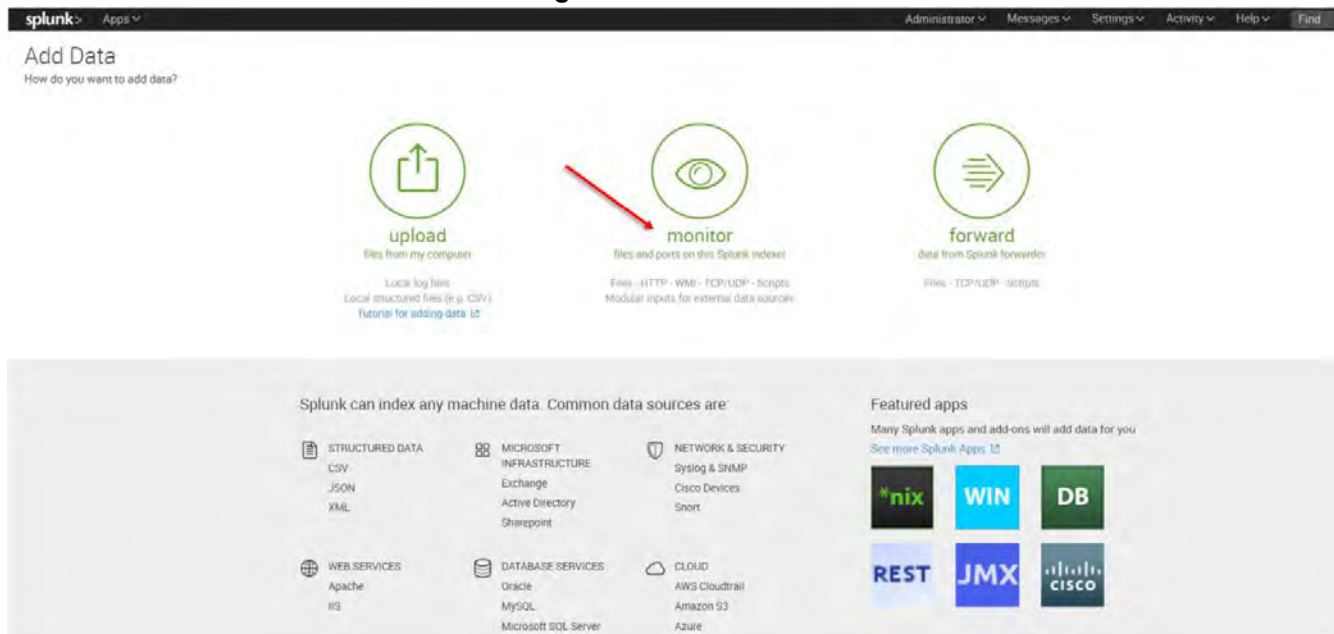 splunk> Apps Administrator Messages Settings Activity Help Find
Add Data
How do you want to add data?
upload
files from my computer
Local log files
Local structured files (e.g. CSV)
Tutorial for adding data
monitor
files and ports on this Splunk indexer
Files - HTTP - WMI - TCP/UDP - Scripts
Modular inputs for external data sources
forward
data from Splunk forwarder
Files - TCP/UDP - Scripts
Splunk can index any machine data. Common data sources are:
STRUCTURED DATA
CSV
JSON
XML
MICROSOFT
INFRASTRUCTURE
Exchange
Active Directory
Sharepoint
NETWORK & SECURITY
Syslog & SNMP
Cisco Devices
Snort
WEB SERVICES
Apache
IIS
DATABASE SERVICES
Oracle
MySQL
Microsoft SQL Server
CLOUD
AWS Cloudtrail
Amazon S3
Azure
Featured apps
Many Splunk apps and add-ons will add data for you
See more Splunk Apps
*nix WIN DB
REST JMX CISCO